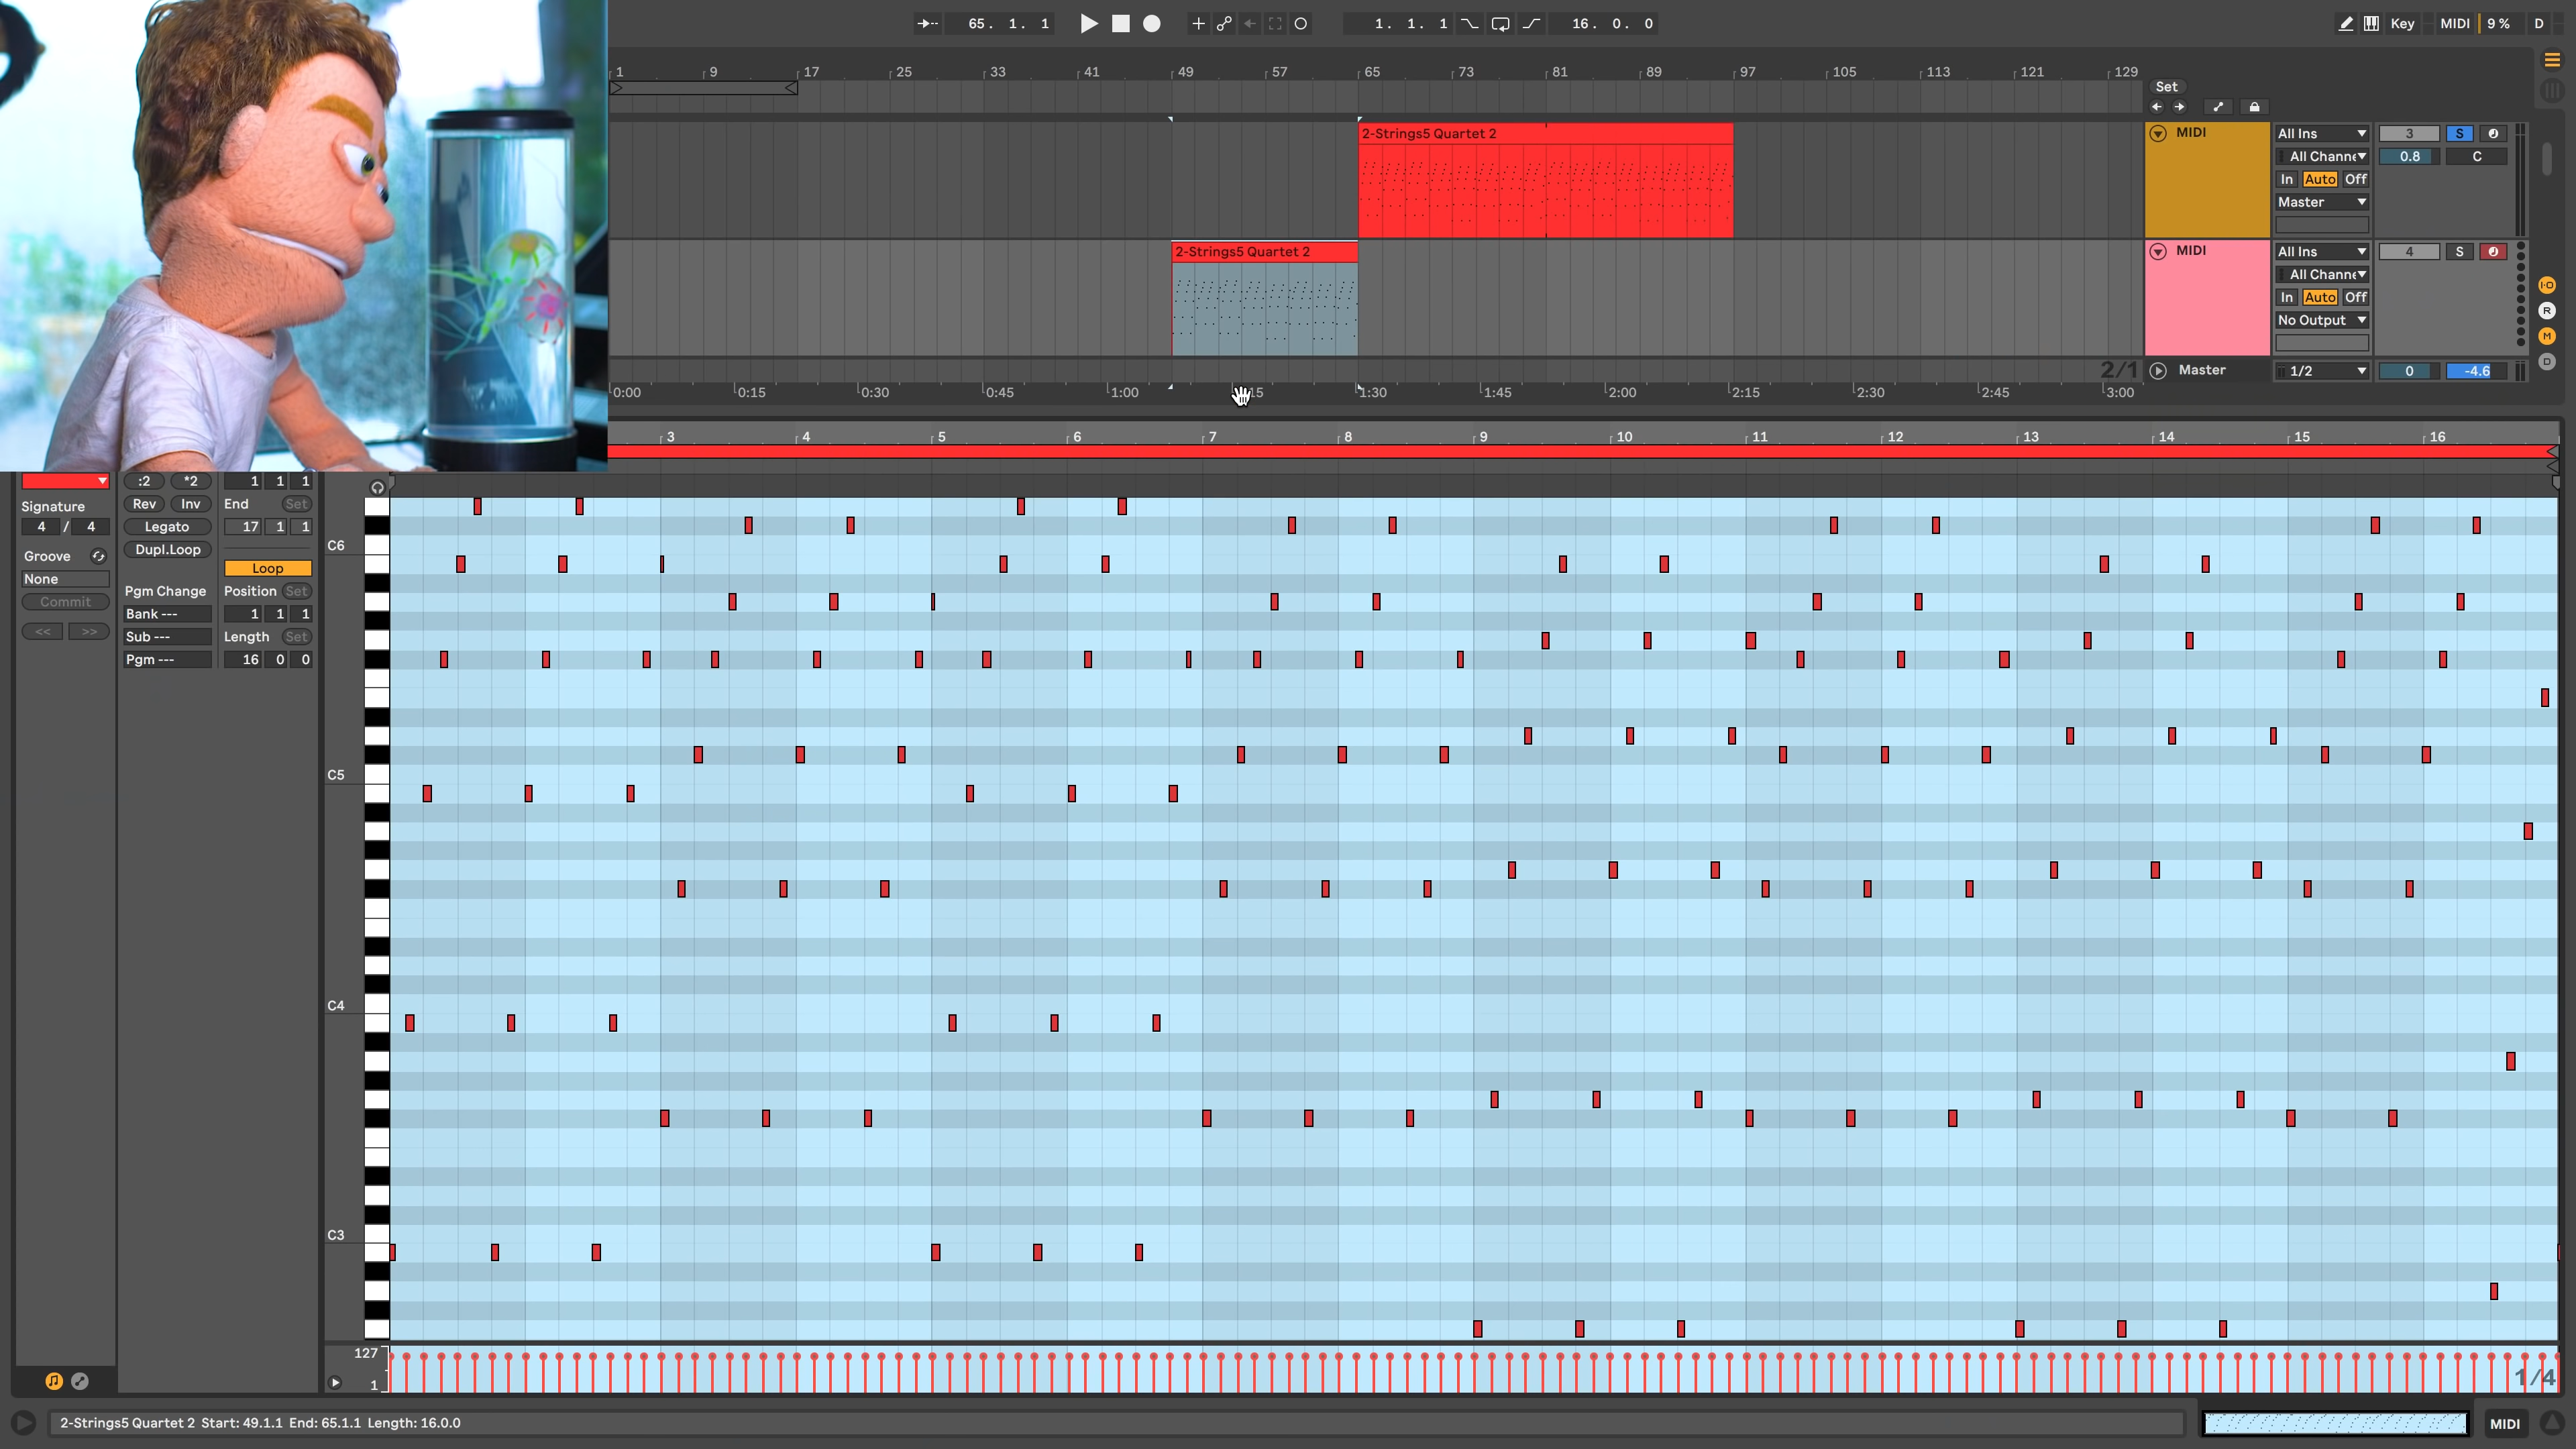 65. 1. 1
1. 1. 1
16. 0. 0
Key
MIDI
9 %
D
1 9 17 25 33 41 49 57 65 73 81 89 97 105 113 121 129
Set
2-Strings5 Quartet 2
MIDI
All Ins
3
S
All Channe
0.8
C
In
Auto
Off
Master
2-Strings5 Quartet 2
MIDI
All Ins
4
S
All Channe
In
Auto
Off
No Output
I·O
R
M
D
2/1
Master
1/2
0
-4.6
0:00 0:15 0:30 0:45 1:00 1:30 1:45 2:00 2:15 2:30 2:45 3:00
3 4 5 6 7 8 9 10 11 12 13 14 15 16
:2
*2
1 1 1
Signature
Rev
Inv
End
Set
4 / 4
Legato
17 1 1
Dupl.Loop
Groove
Loop
None
Pgm Change
Position
Set
Commit
Bank ---
1 1 1
<<
>>
Sub ---
Length
Set
Pgm ---
16 0 0
C6
C5
C4
C3
127
1
1/4
2-Strings5 Quartet 2 Start: 49.1.1 End: 65.1.1 Length: 16.0.0
MIDI